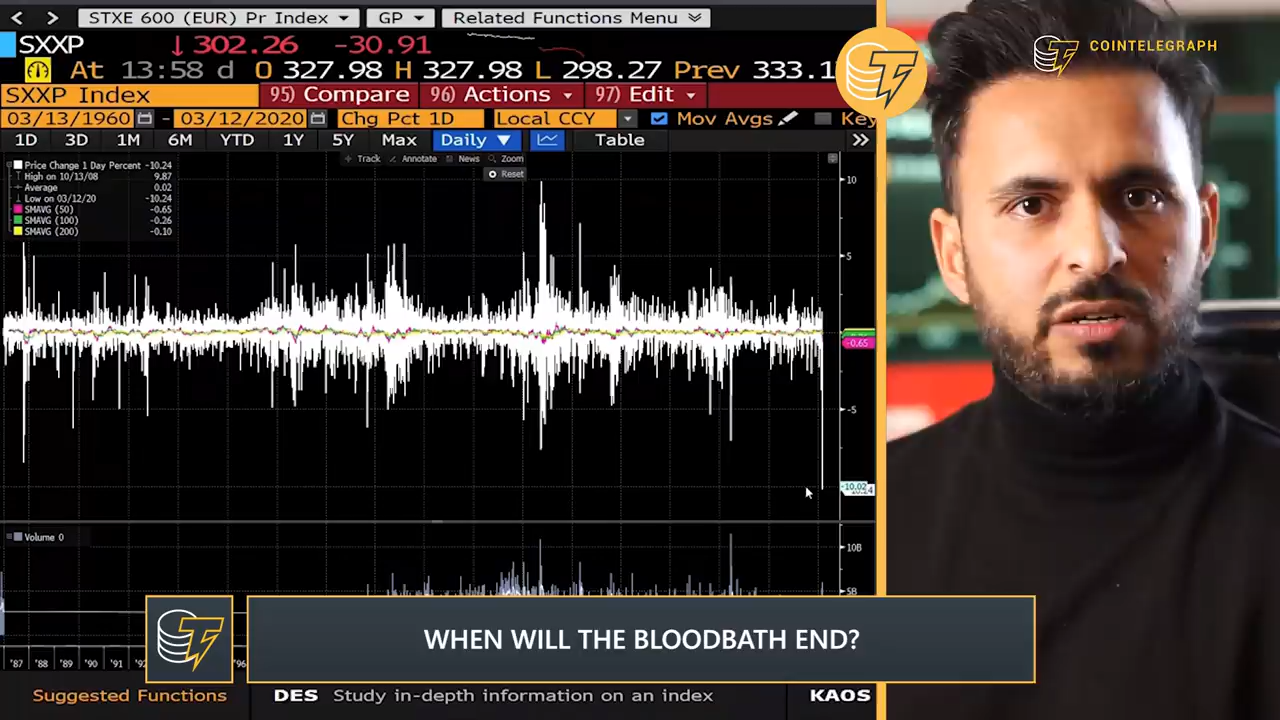 STXE 600 (EUR) Pr Index GP Related Functions Menu
SXXP 302.26 -30.91
At 13:58 d O 327.98 H 327.98 L 298.27 Prev 333.1
COINTELEGRAPH
SXXP Index 95) Compare 96) Actions 97) Edit
03/13/1960 - 03/12/2020 Chg Pct 1D Local CCY Mov Avgs Key
1D 3D 1M 6M YTD 1Y 5Y Max Daily Table
Track Annotate News Zoom
Reset
Price Change 1 Day Percent -10.24
High on 10/13/08 9.87
Average 0.02
Low on 03/12/20 -10.24
SMAVG (50) -0.65
SMAVG (100) -0.26
SMAVG (200) -0.10
10
5
-0.65
-5
-10.02
Volume 0
10B
5B
WHEN WILL THE BLOODBATH END?
'87 '88 '89 '90 '91 '96
Suggested Functions DES Study in-depth information on an index KAOS